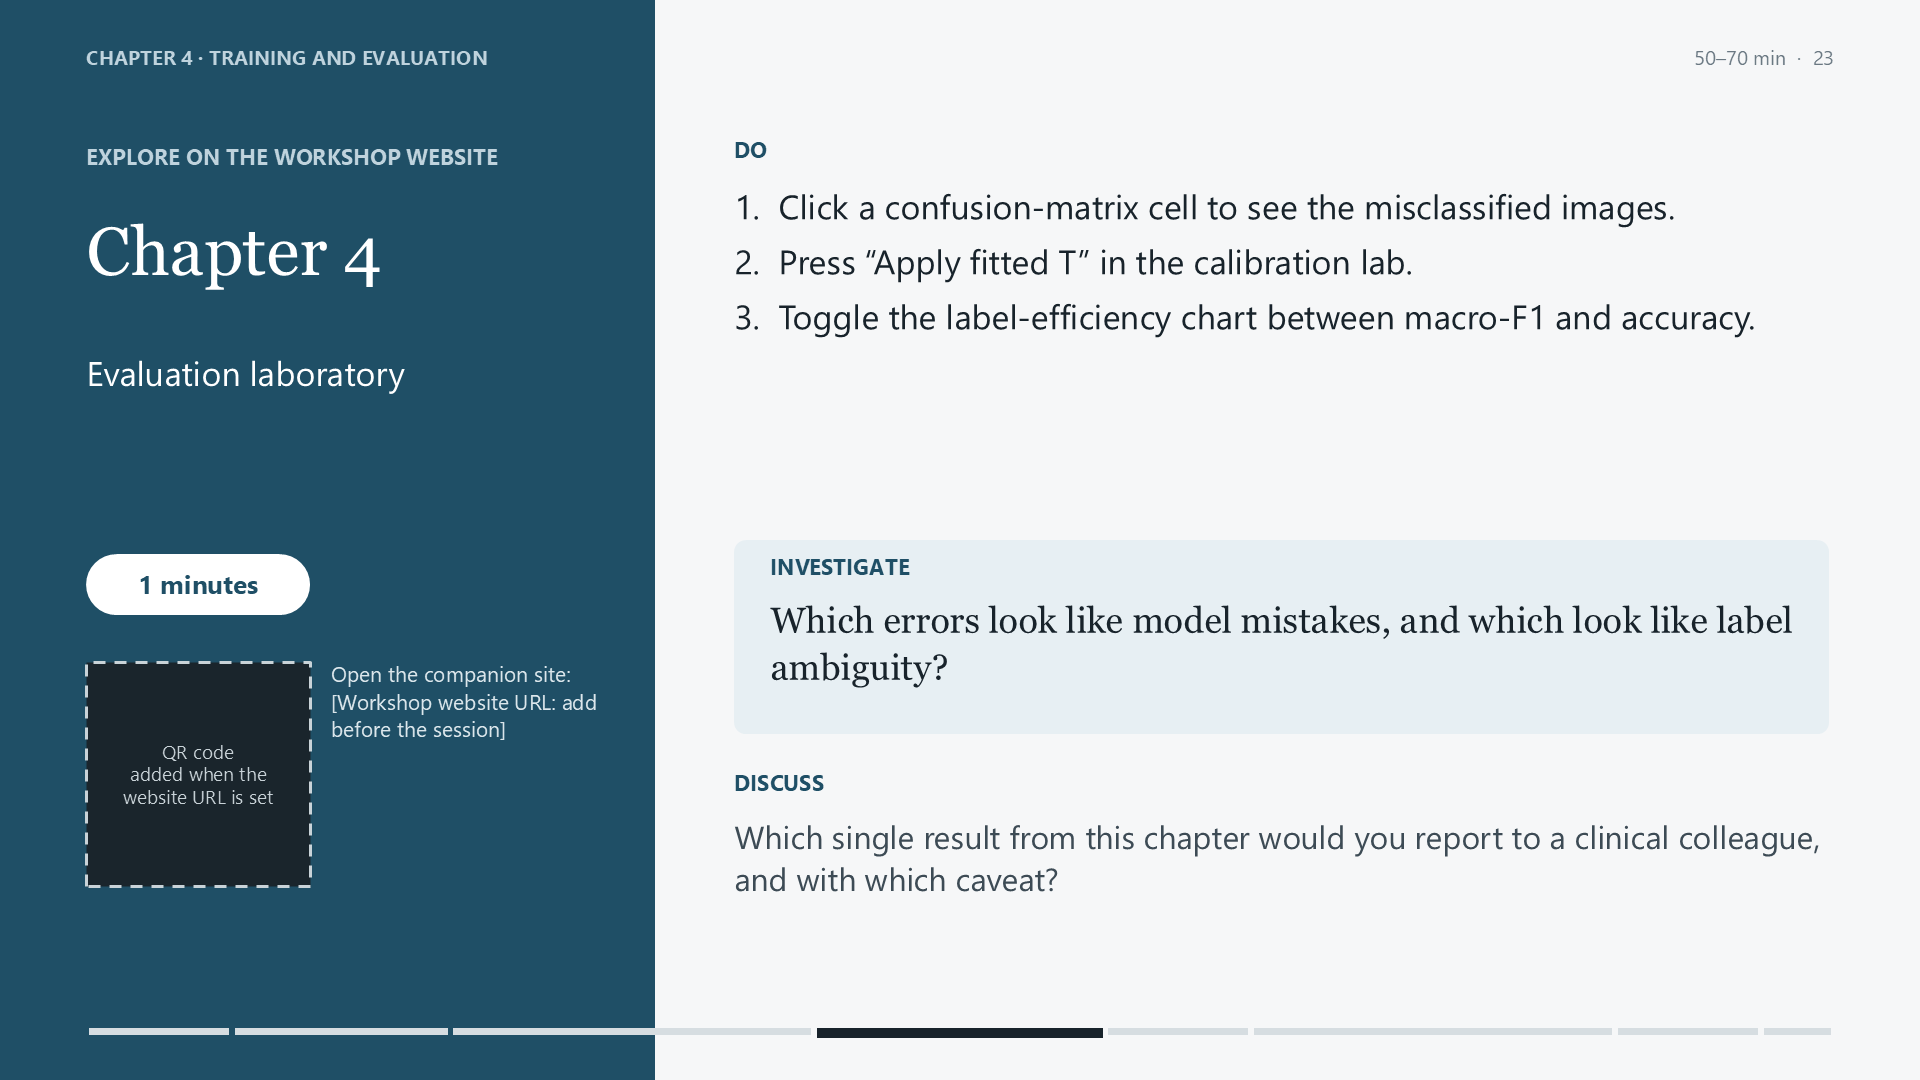 CHAPTER 4 · TRAINING AND EVALUATION
50–70 min · 23
EXPLORE ON THE WORKSHOP WEBSITE
Chapter 4
Evaluation laboratory
1 minutes
QR code
added when the
website URL is set
Open the companion site:
[Workshop website URL: add
before the session]
DO
1. Click a confusion-matrix cell to see the misclassified images.
2. Press “Apply fitted T” in the calibration lab.
3. Toggle the label-efficiency chart between macro-F1 and accuracy.
INVESTIGATE
Which errors look like model mistakes, and which look like label
ambiguity?
DISCUSS
Which single result from this chapter would you report to a clinical colleague,
and with which caveat?